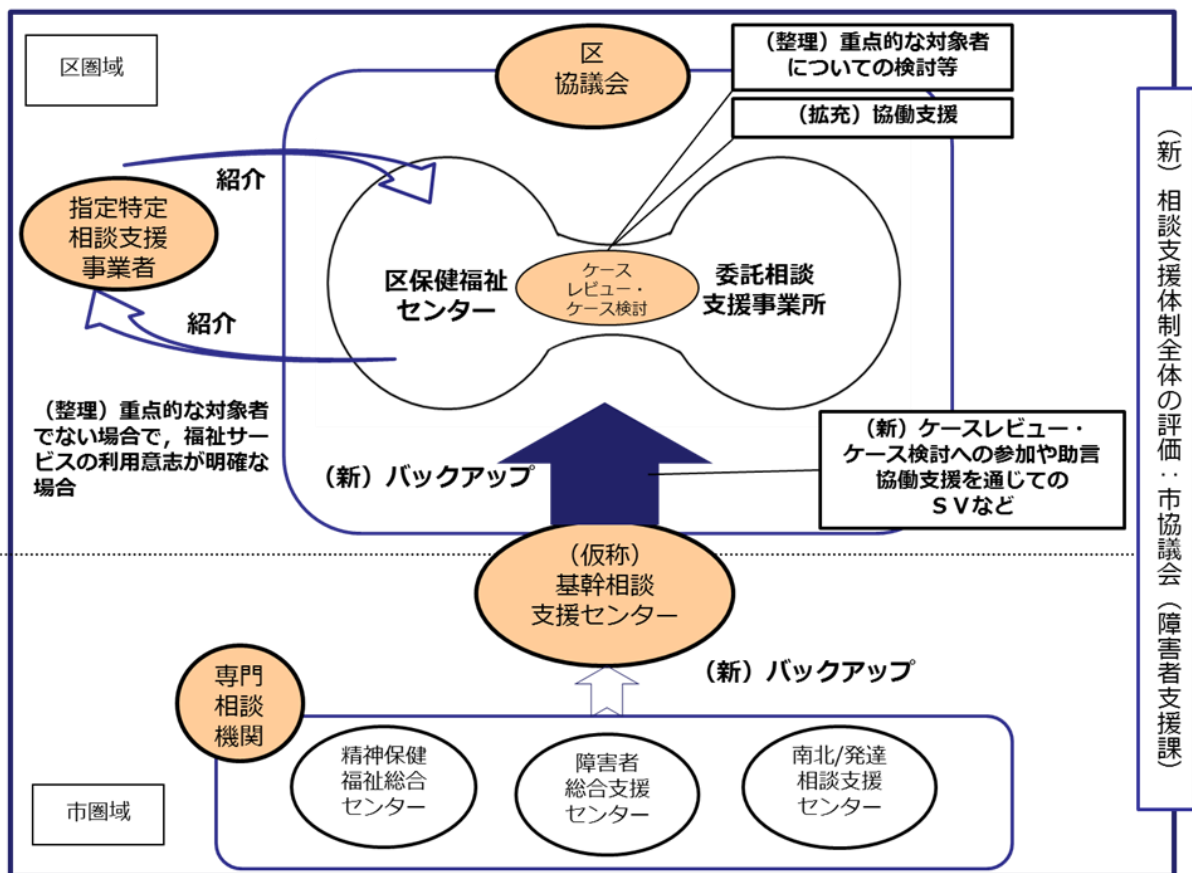 区圏域
区
協議会
（整理）重点的な対象者
についての検討等
（拡充）協働支援
紹介
指定特定
相談支援
事業者
紹介
区保健福祉
センター
ケース
レビュー・
ケース検討
委託相談
支援事業所
（整理）重点的な対象者
でない場合で，福祉サー
ビスの利用意志が明確な
場合
（新）バックアップ
（新）ケースレビュー・
ケース検討への参加や助言
協働支援を通じての
ＳＶなど
（仮称）
基幹相談
支援センター
（新）バックアップ
専門
相談
機関
精神保健
福祉総合
センター
障害者
総合支援
センター
南北/発達
相談支援
センター
市圏域
（新）相談支援体制全体の評価：市協議会（障害者支援課）